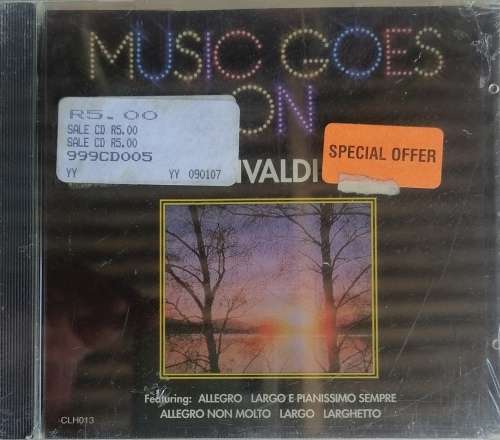 MUSIC GOES
ON
R5.00
SALE CD R5.00
SALE CD R5.00
999CD005
YY YY 090107
SPECIAL OFFER
IVALDI
Featuring: ALLEGRO LARGO E PIANISSIMO SEMPRE
ALLEGRO NON MOLTO LARGO LARGHETTO
CLH013